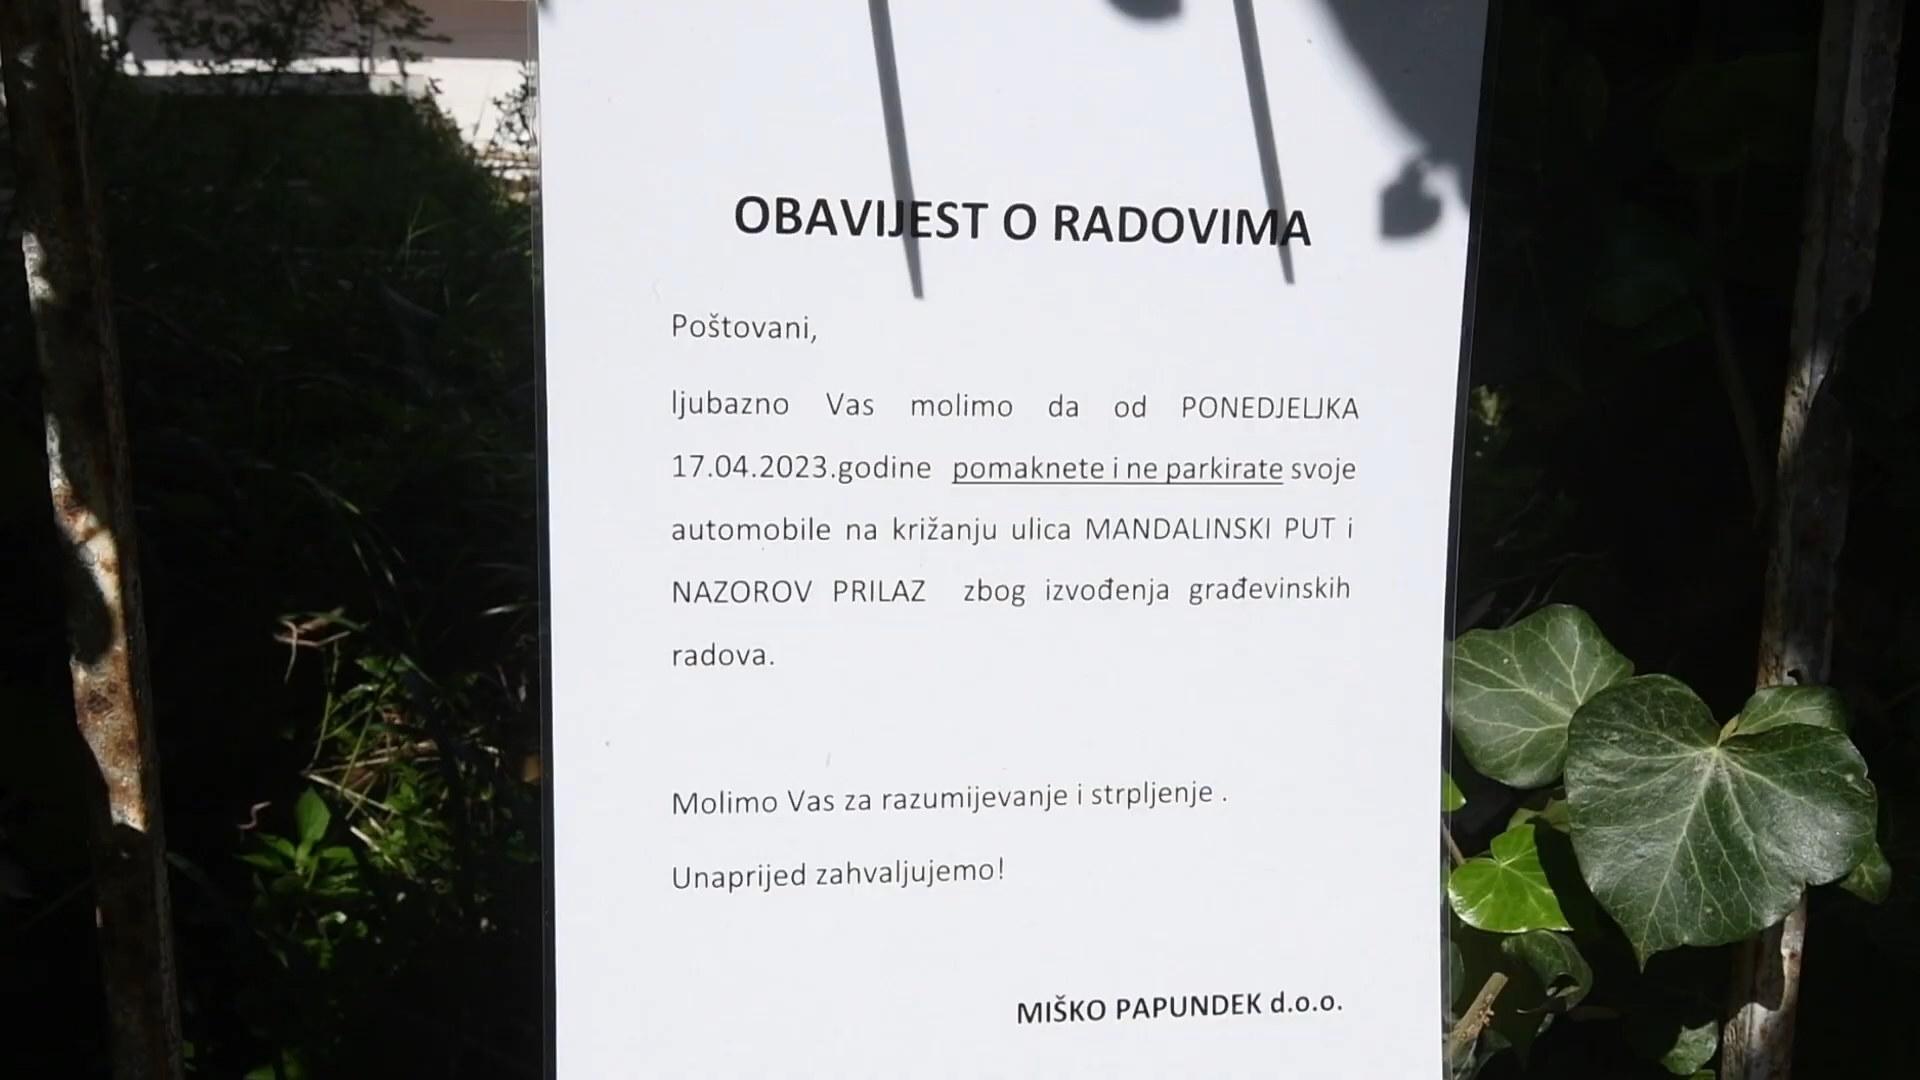 OBAVIJEST O RADOVIMA
Poštovani,
ljubazno Vas molimo da od PONEDJELJKA
17.04.2023.godine pomaknete i ne parkirate svoje
automobile na križanju ulica MANDALINSKI PUT i
NAZOROV PRILAZ zbog izvođenja građevinskih
radova.
Molimo Vas za razumijevanje i strpljenje .
Unaprijed zahvaljujemo!
MIŠKO PAPUNDEK d.o.o.